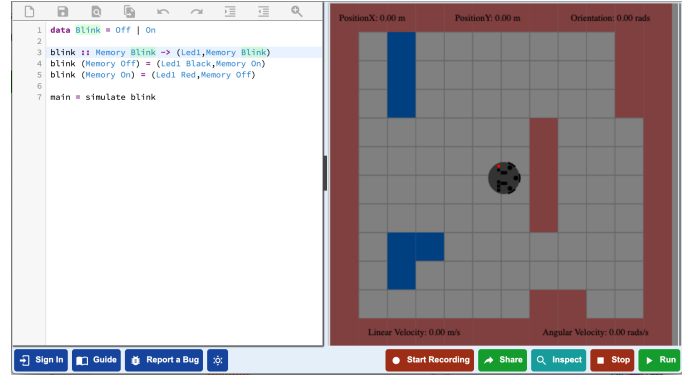 PositionX: 0.00 m PositionY: 0.00 m Orientation: 0.00 rads
1 data Blink = Off | On
2
3 blink :: Memory Blink -> (Led1,Memory Blink)
4 blink (Memory Off) = (Led1 Black,Memory On)
5 blink (Memory On) = (Led1 Red,Memory Off)
6
7 main = simulate blink
Linear Velocity: 0.00 m/s Angular Velocity: 0.00 rads/s
Sign In Guide Report a Bug Start Recording Share Inspect Stop Run